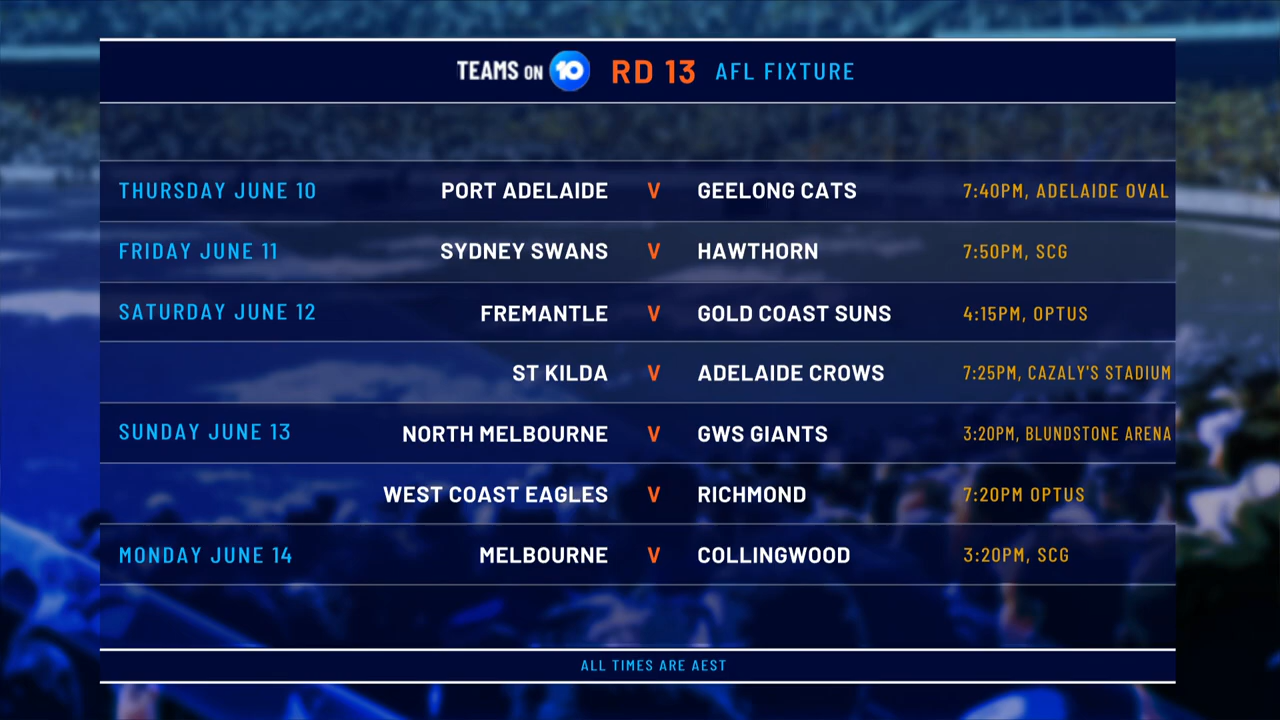 TEAMS ON 10 RD 13 AFL FIXTURE
THURSDAY JUNE 10 PORT ADELAIDE V GEELONG CATS 7:40PM, ADELAIDE OVAL
FRIDAY JUNE 11 SYDNEY SWANS V HAWTHORN 7:50PM, SCG
SATURDAY JUNE 12 FREMANTLE V GOLD COAST SUNS 4:15PM, OPTUS
ST KILDA V ADELAIDE CROWS 7:25PM, CAZALY'S STADIUM
SUNDAY JUNE 13 NORTH MELBOURNE V GWS GIANTS 3:20PM, BLUNDSTONE ARENA
WEST COAST EAGLES V RICHMOND 7:20PM OPTUS
MONDAY JUNE 14 MELBOURNE V COLLINGWOOD 3:20PM, SCG
ALL TIMES ARE AEST